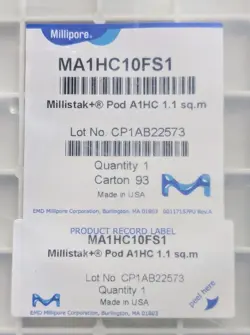 Millipore®
MA1HC10FS1
Millistak+® Pod A1HC 1.1 sq.m
Lot No. CP1AB22573
Quantity 1
Carton 93
Made in USA
EMD Millipore Corporation, Burlington, MA 01803
PRODUCT RECORD LABEL
MA1HC10FS1
Millistak+® Pod A1HC 1.1 sq.m
Lot No. CP1AB22573
Quantity 1
Made in USA
EMD Millipore Corporation, Burlington, MA 01803
peel here